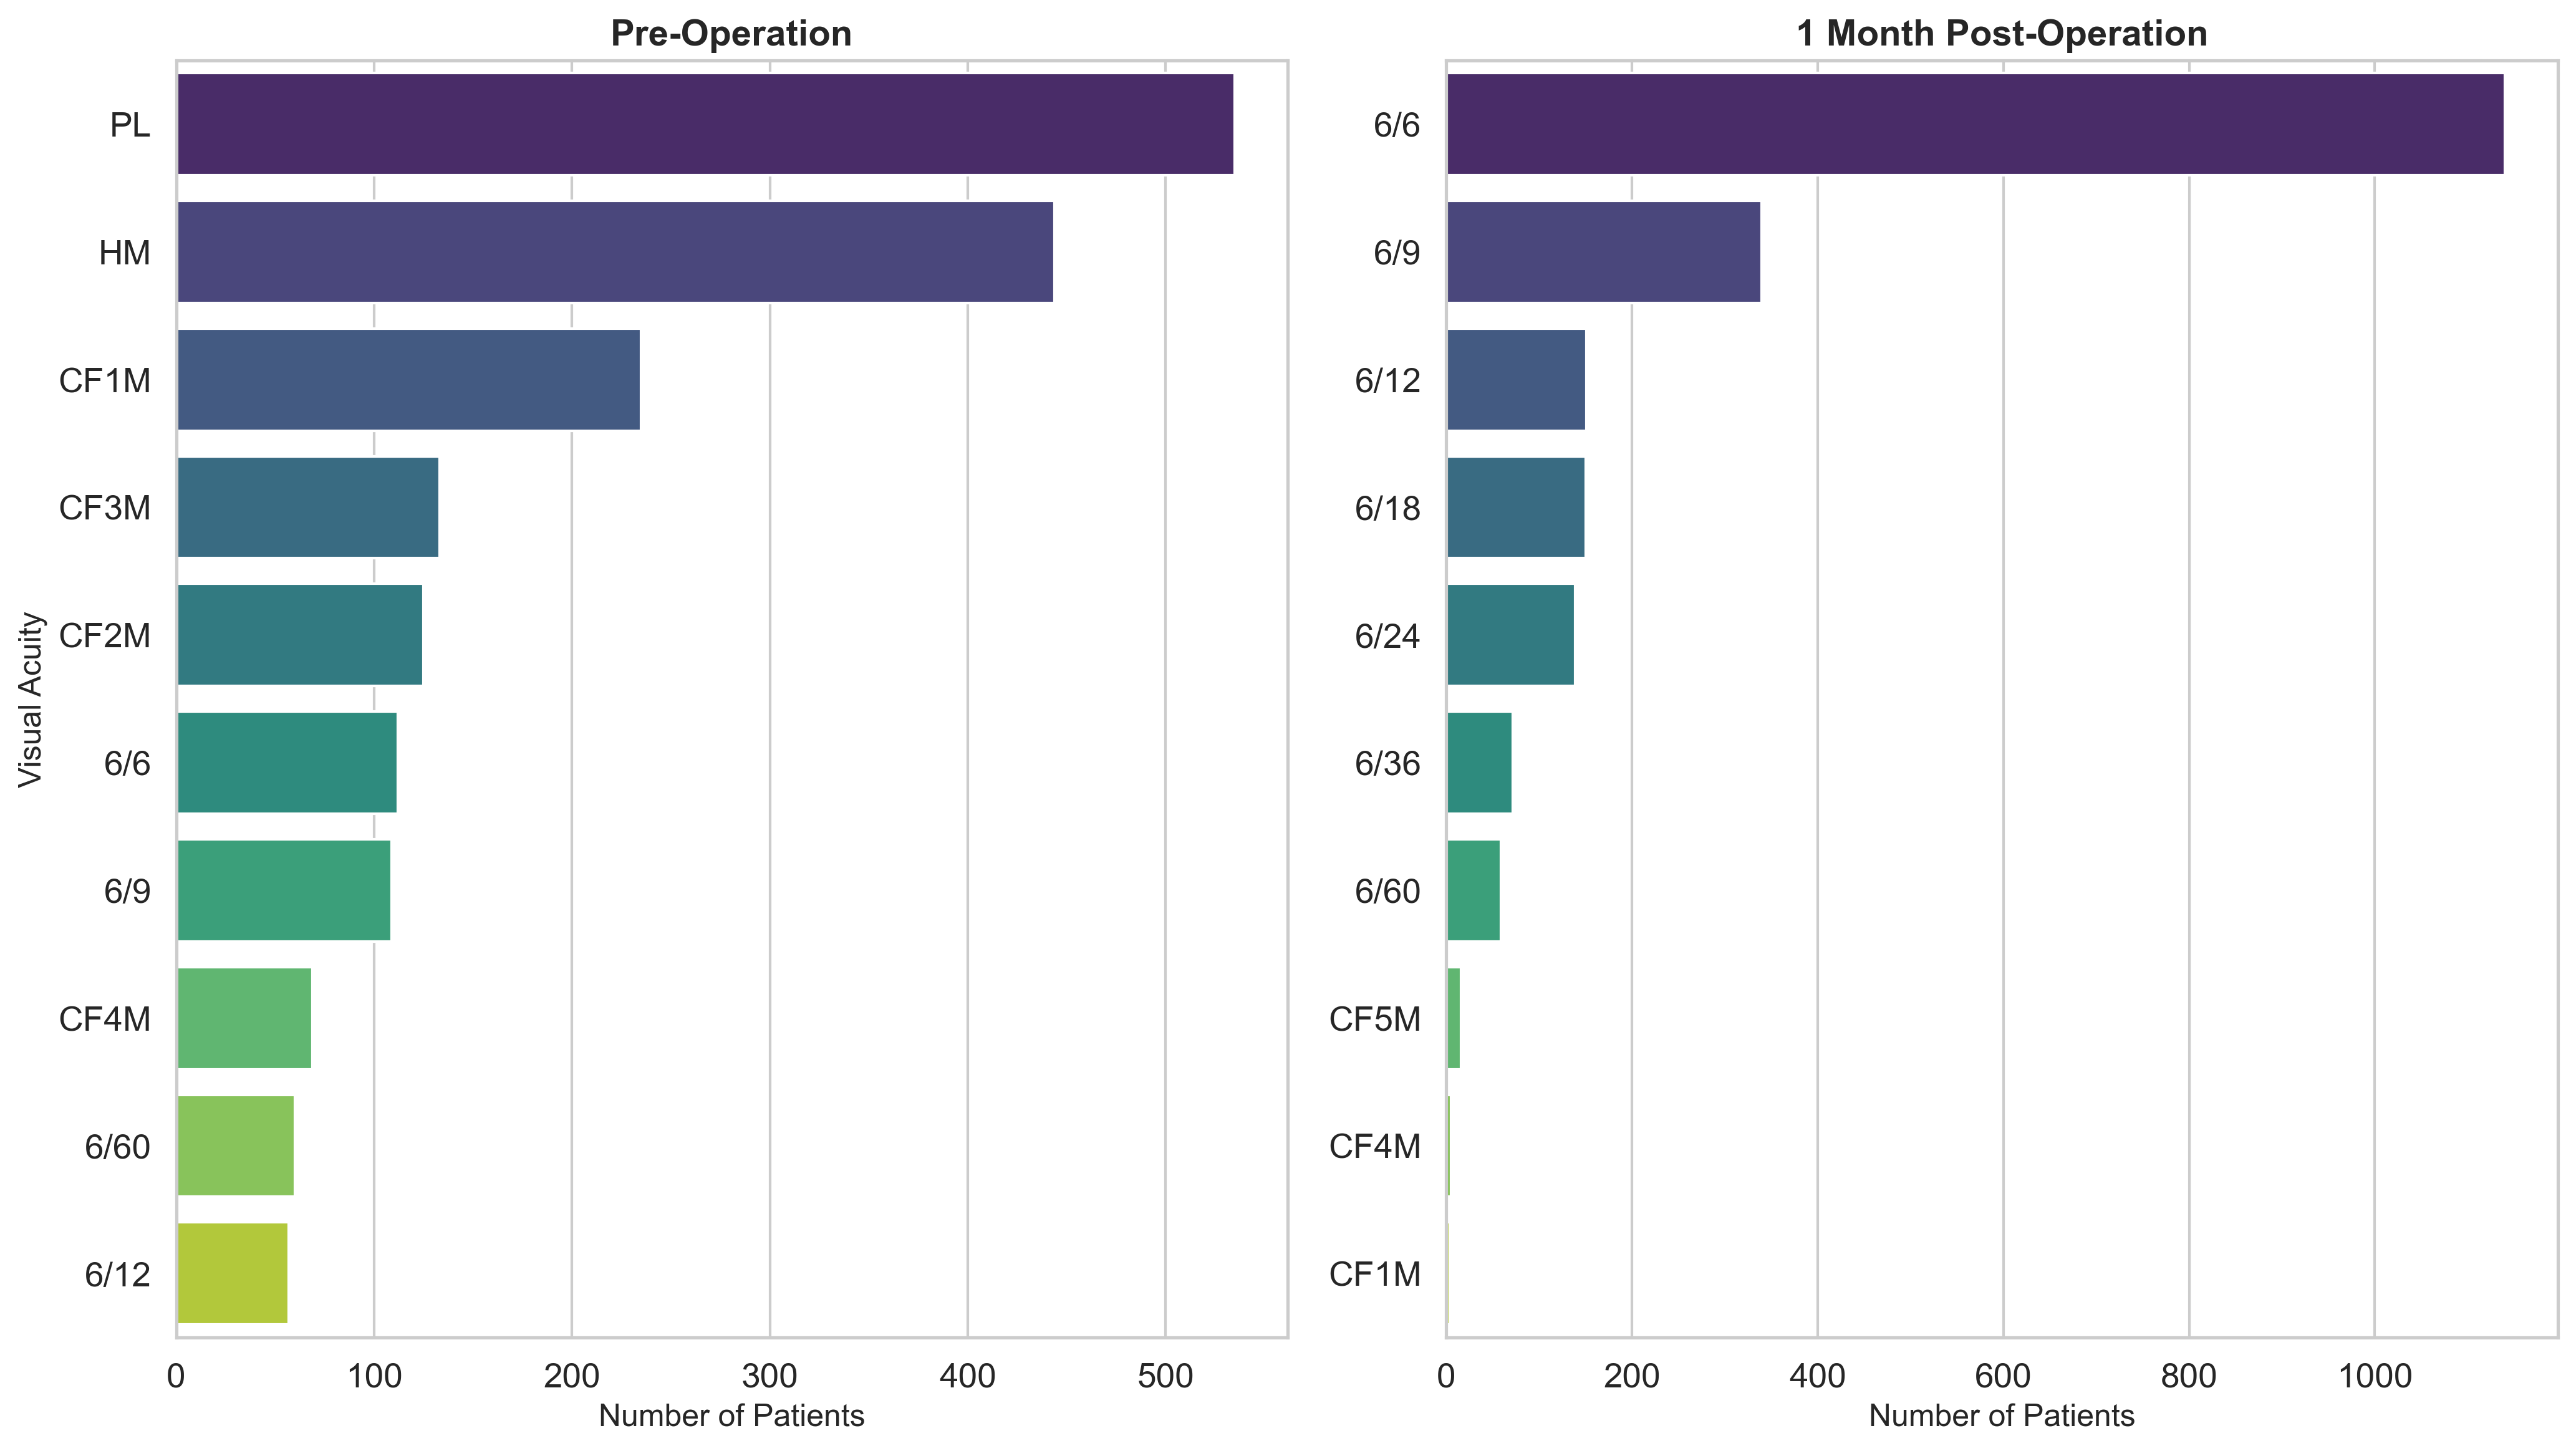 Pre-Operation
Visual Acuity
PL
HM
CF1M
CF3M
CF2M
6/6
6/9
CF4M
6/60
6/12
0 100 200 300 400 500
Number of Patients
1 Month Post-Operation
6/6
6/9
6/12
6/18
6/24
6/36
6/60
CF5M
CF4M
CF1M
0 200 400 600 800 1000
Number of Patients